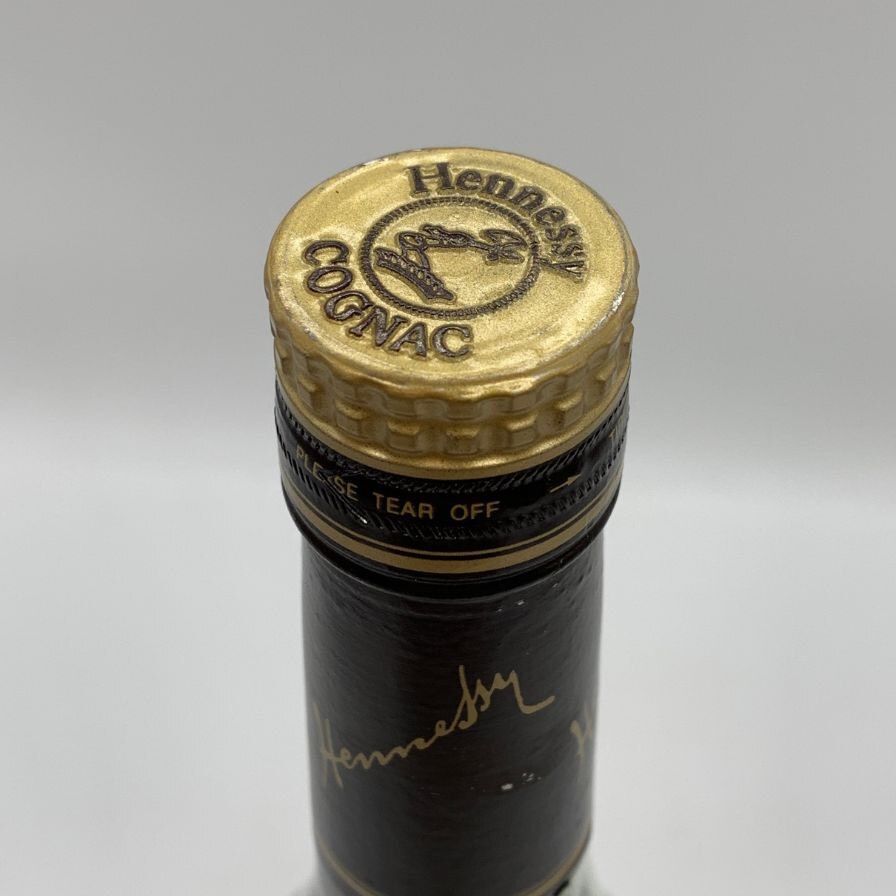 Hennessy
COGNAC
PLEASE TEAR OFF →
Hennessy